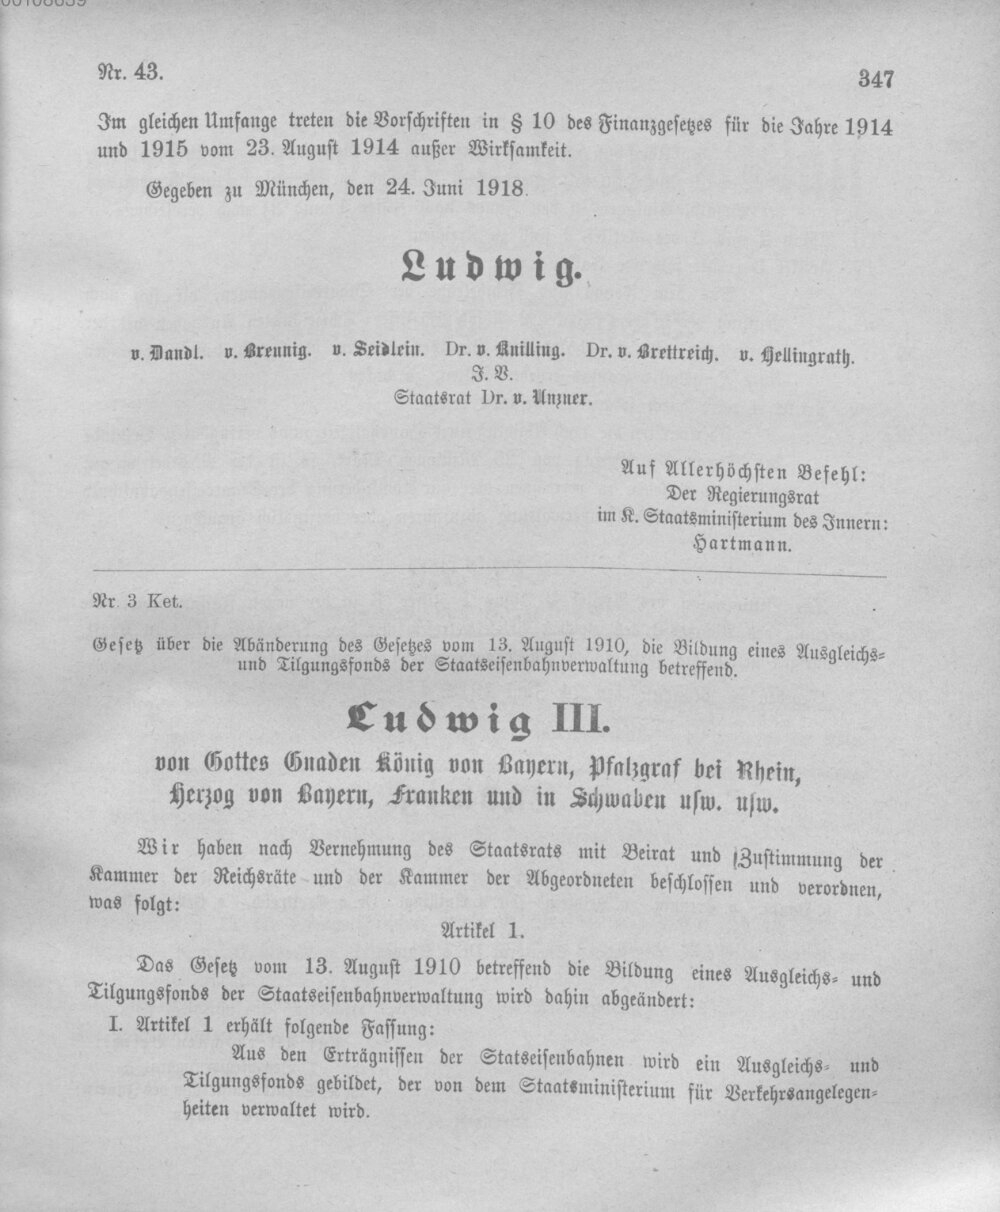 Nr. 43.
347
Im gleichen Umfange treten die Vorschriften in § 10 des Finanzgesetzes für die Jahre 1914
und 1915 vom 23. August 1914 außer Wirksamkeit.
Gegeben zu München, den 24. Juni 1918.
Ludwig.
v. Dandl. v. Breunig. v. Seidlein. Dr. v. Knilling. Dr. v. Brettreich. v. Hellingrath.
J. V.
Staatsrat Dr. v. Unzner.
Auf Allerhöchsten Befehl:
Der Regierungsrat
im K. Staatsministerium des Innern:
Hartmann.
Nr. 3 Ket.
Gesetz über die Abänderung des Gesetzes vom 13. August 1910, die Bildung eines Ausgleichs-
und Tilgungsfonds der Staatseisenbahnverwaltung betreffend.
Ludwig III.
von Gottes Gnaden König von Bayern, Pfalzgraf bei Rhein,
Herzog von Bayern, Franken und in Schwaben usw. usw.
Wir haben nach Vernehmung des Staatsrats mit Beirat und Zustimmung der
Kammer der Reichsräte und der Kammer der Abgeordneten beschlossen und verordnen,
was folgt:
Artikel 1.
Das Gesetz vom 13. August 1910 betreffend die Bildung eines Ausgleichs- und
Tilgungsfonds der Staatseisenbahnverwaltung wird dahin abgeändert:
I. Artikel 1 erhält folgende Fassung:
Aus den Erträgnissen der Statseisenbahnen wird ein Ausgleichs- und
Tilgungsfonds gebildet, der von dem Staatsministerium für Verkehrsangelegen-
heiten verwaltet wird.